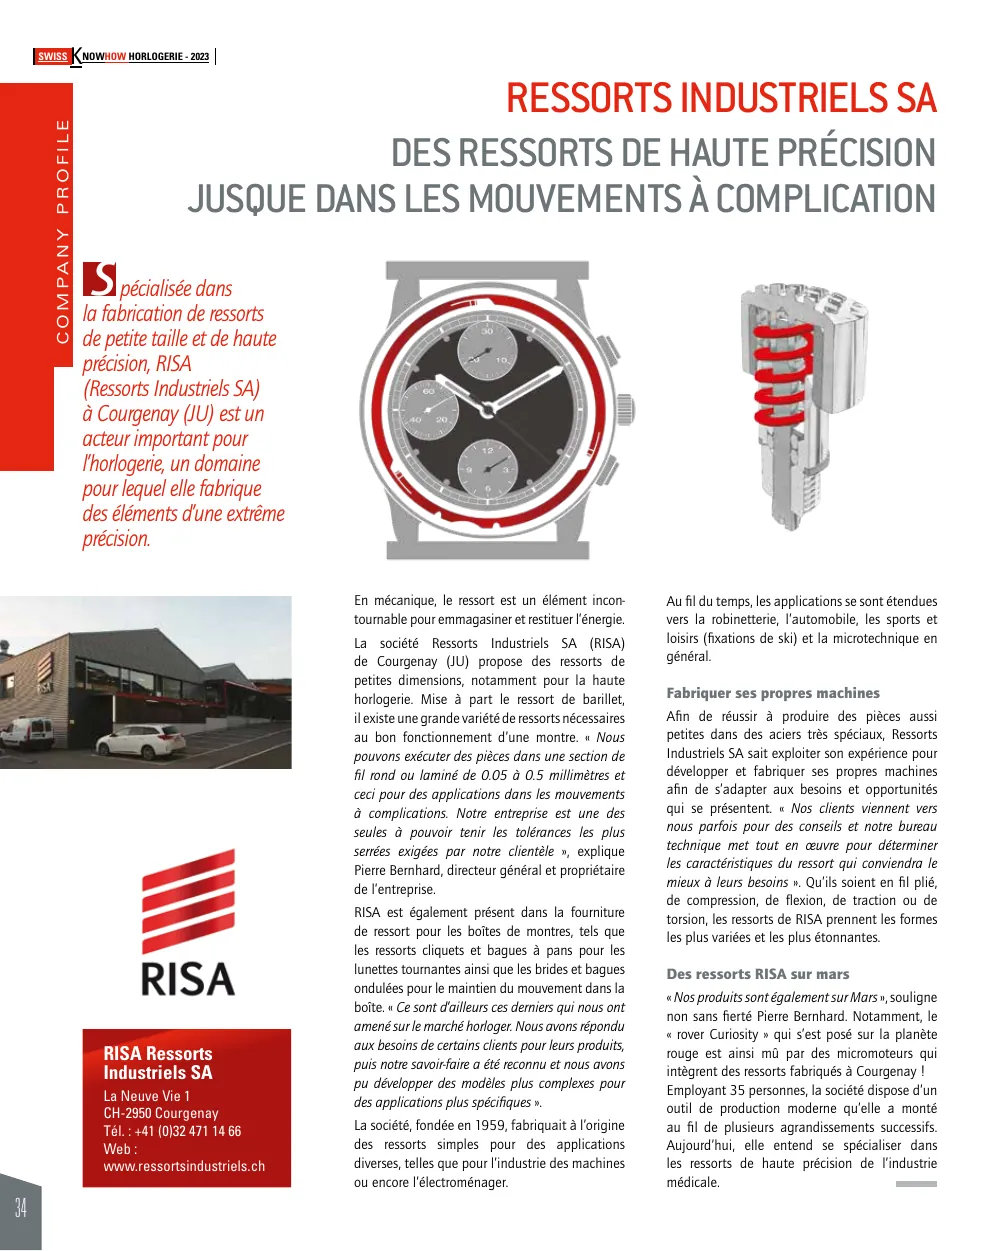 SWISS KNOWHOW HORLOGERIE - 2023
COMPANY PROFILE
RESSORTS INDUSTRIELS SA
DES RESSORTS DE HAUTE PRÉCISION
JUSQUE DANS LES MOUVEMENTS À COMPLICATION
Spécialisée dans
la fabrication de ressorts
de petite taille et de haute
précision, RISA
(Ressorts Industriels SA)
à Courgenay (JU) est un
acteur important pour
l'horlogerie, un domaine
pour lequel elle fabrique
des éléments d'une extrême
précision.
30
20 10
60
40 20
12
9 3
6
RISA
RISA
RISA Ressorts
Industriels SA
La Neuve Vie 1
CH-2950 Courgenay
Tél. : +41 (0)32 471 14 66
Web :
www.ressortsindustriels.ch
En mécanique, le ressort est un élément incon-
tournable pour emmagasiner et restituer l'énergie.
La société Ressorts Industriels SA (RISA)
de Courgenay (JU) propose des ressorts de
petites dimensions, notamment pour la haute
horlogerie. Mise à part le ressort de barillet,
il existe une grande variété de ressorts nécessaires
au bon fonctionnement d'une montre. « Nous
pouvons exécuter des pièces dans une section de
fil rond ou laminé de 0.05 à 0.5 millimètres et
ceci pour des applications dans les mouvements
à complications. Notre entreprise est une des
seules à pouvoir tenir les tolérances les plus
serrées exigées par notre clientèle », explique
Pierre Bernhard, directeur général et propriétaire
de l'entreprise.
RISA est également présent dans la fourniture
de ressort pour les boîtes de montres, tels que
les ressorts cliquets et bagues à pans pour les
lunettes tournantes ainsi que les brides et bagues
ondulées pour le maintien du mouvement dans la
boîte. « Ce sont d'ailleurs ces derniers qui nous ont
amené sur le marché horloger. Nous avons répondu
aux besoins de certains clients pour leurs produits,
puis notre savoir-faire a été reconnu et nous avons
pu développer des modèles plus complexes pour
des applications plus spécifiques ».
La société, fondée en 1959, fabriquait à l'origine
des ressorts simples pour des applications
diverses, telles que pour l'industrie des machines
ou encore l'électroménager.
Au fil du temps, les applications se sont étendues
vers la robinetterie, l'automobile, les sports et
loisirs (fixations de ski) et la microtechnique en
général.
Fabriquer ses propres machines
Afin de réussir à produire des pièces aussi
petites dans des aciers très spéciaux, Ressorts
Industriels SA sait exploiter son expérience pour
développer et fabriquer ses propres machines
afin de s'adapter aux besoins et opportunités
qui se présentent. « Nos clients viennent vers
nous parfois pour des conseils et notre bureau
technique met tout en œuvre pour déterminer
les caractéristiques du ressort qui conviendra le
mieux à leurs besoins ». Qu'ils soient en fil plié,
de compression, de flexion, de traction ou de
torsion, les ressorts de RISA prennent les formes
les plus variées et les plus étonnantes.
Des ressorts RISA sur mars
« Nos produits sont également sur Mars », souligne
non sans fierté Pierre Bernhard. Notamment, le
« rover Curiosity » qui s'est posé sur la planète
rouge est ainsi mû par des micromoteurs qui
intègrent des ressorts fabriqués à Courgenay !
Employant 35 personnes, la société dispose d'un
outil de production moderne qu'elle a monté
au fil de plusieurs agrandissements successifs.
Aujourd'hui, elle entend se spécialiser dans
les ressorts de haute précision de l'industrie
médicale.
34